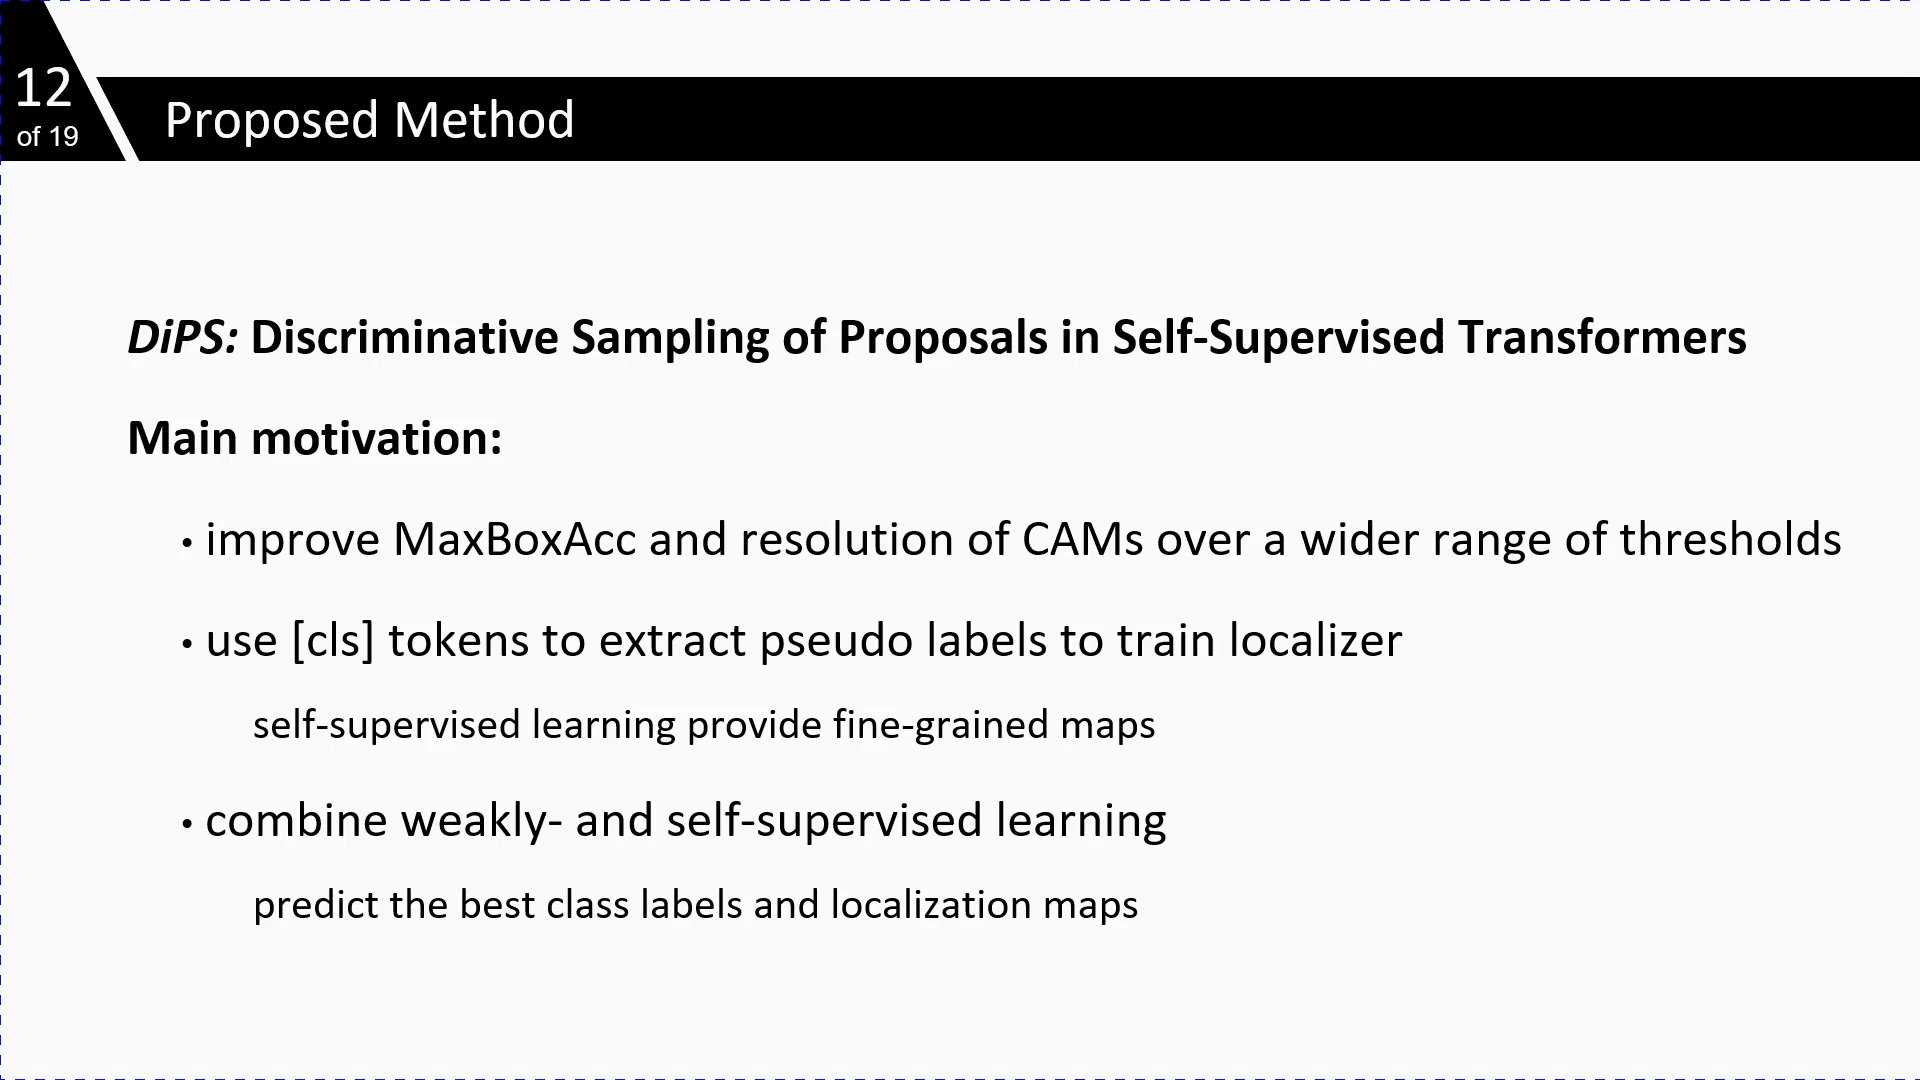 12
of 19
Proposed Method
DiPS: Discriminative Sampling of Proposals in Self-Supervised Transformers
Main motivation:
• improve MaxBoxAcc and resolution of CAMs over a wider range of thresholds
• use [cls] tokens to extract pseudo labels to train localizer
self-supervised learning provide fine-grained maps
• combine weakly- and self-supervised learning
predict the best class labels and localization maps